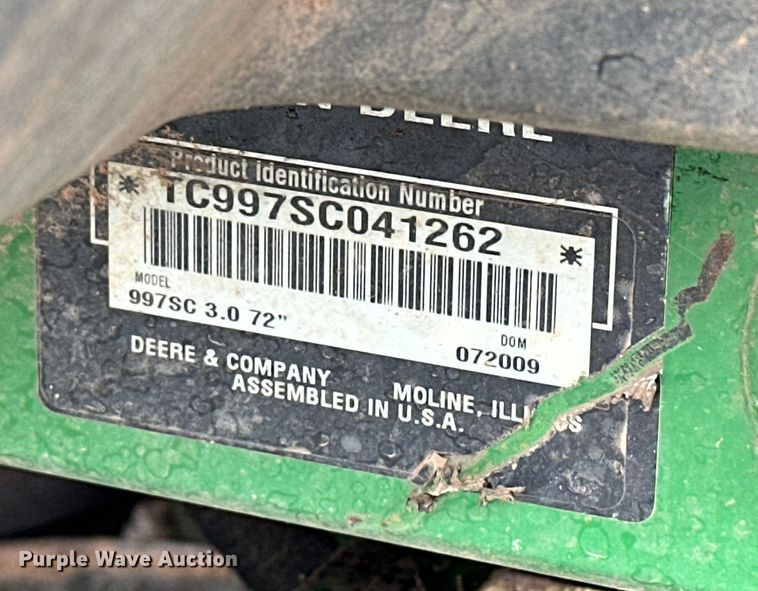 DEERE
Product Identification Number
* TC997SC041262 *
MODEL
997SC 3.0 72"
DOM
072009
DEERE & COMPANY MOLINE,
ASSEMBLED IN U.S.A.
Purple Wave Auction